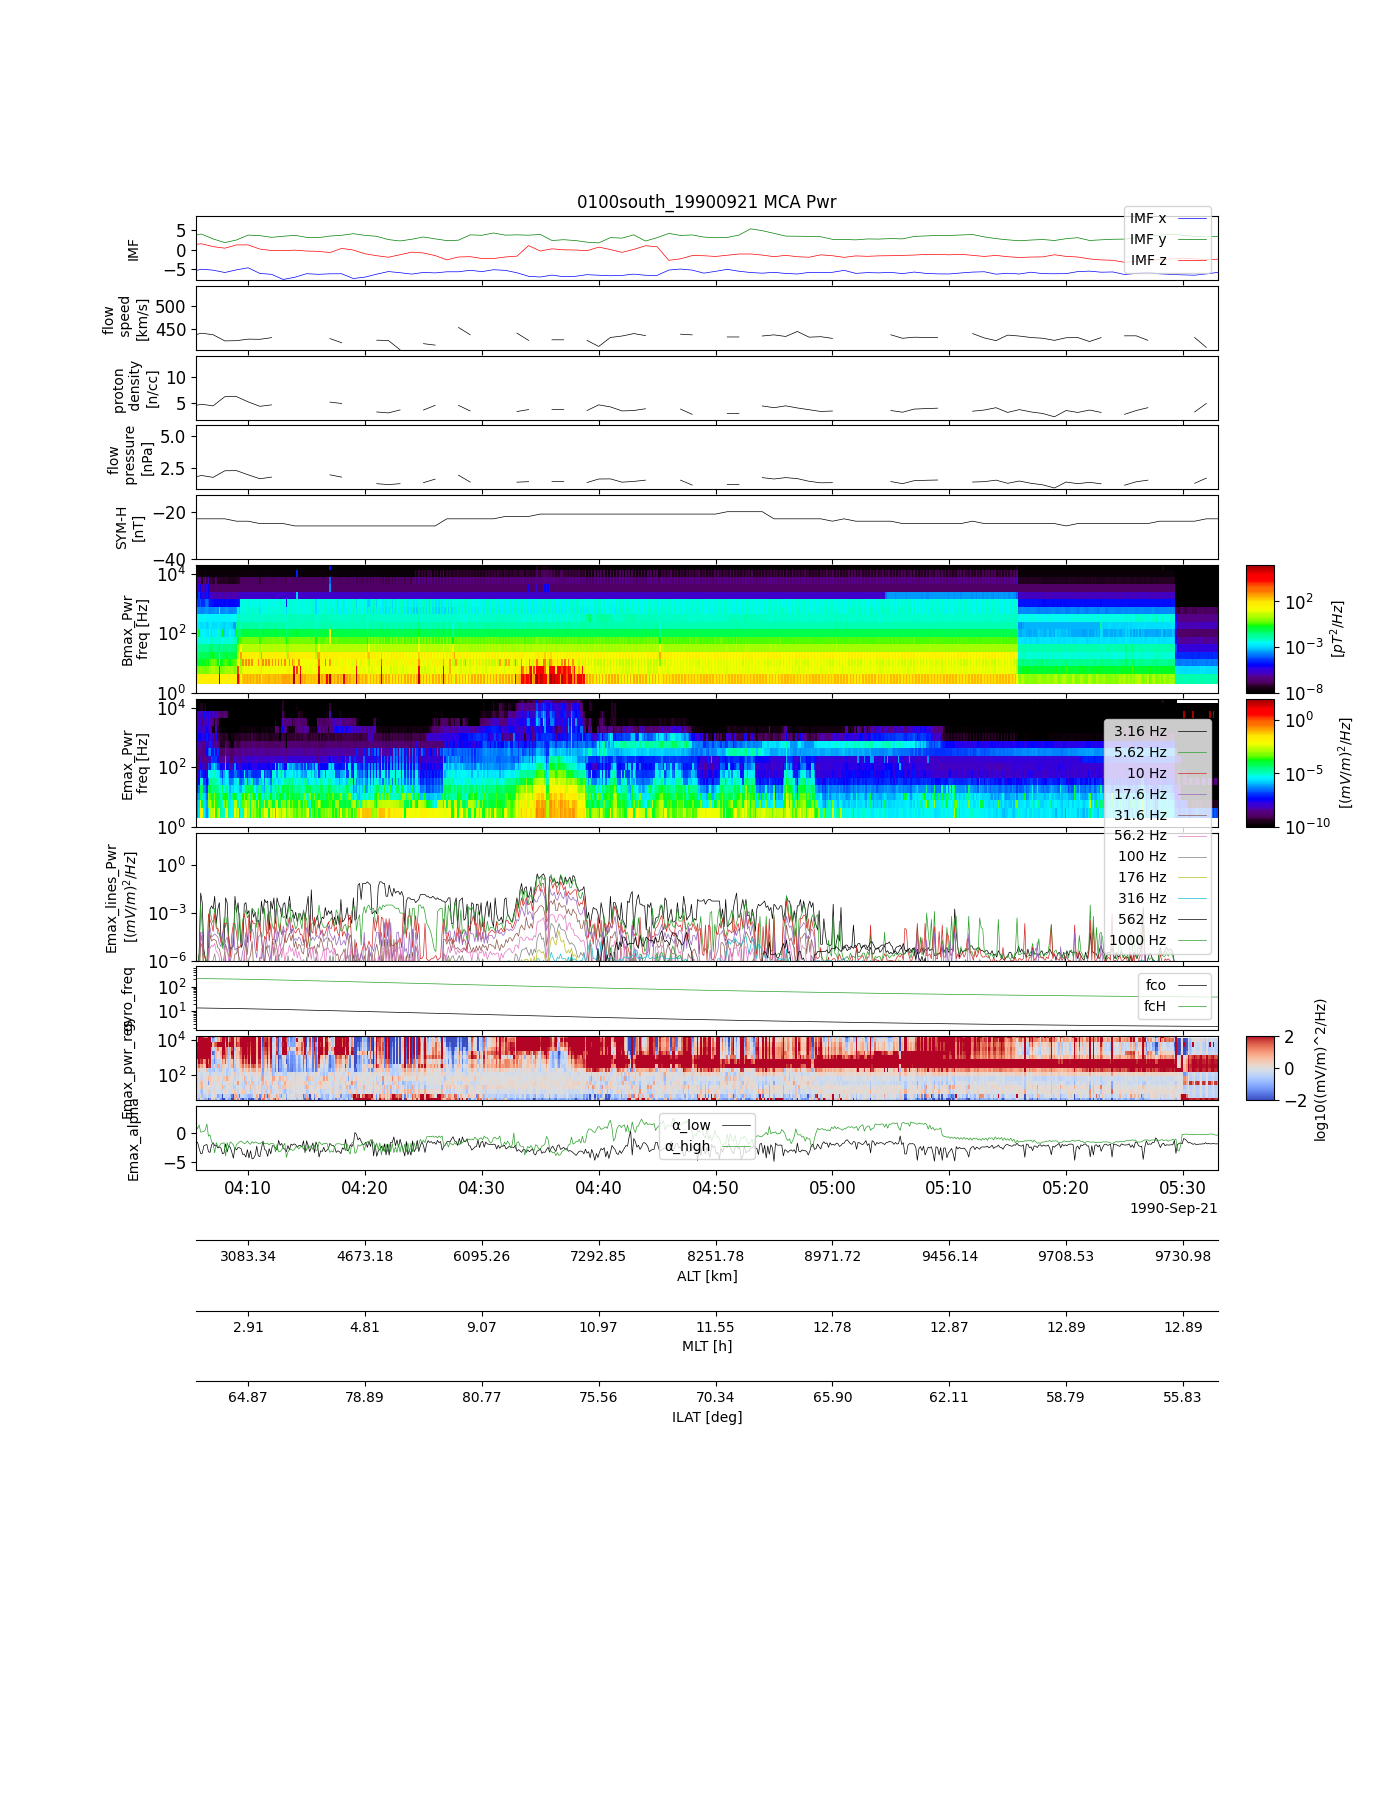 0100south_19900921 MCA Pwr
IMF
5
0
−5
IMF x
IMF y
IMF z
flow
speed
[km/s]
500
450
proton
density
[n/cc]
10
5
flow
pressure
[nPa]
5.0
2.5
SYM-H
[nT]
−20
−40
Bmax_Pwr
freq [Hz]
10^4
10^2
10^0
10^2
10^−3
10^−8
[pT^2/Hz]
Emax_Pwr
freq [Hz]
10^4
10^2
10^0
10^0
10^−5
10^−10
[(mV/m)^2/Hz]
3.16 Hz
5.62 Hz
10 Hz
17.6 Hz
31.6 Hz
56.2 Hz
100 Hz
176 Hz
316 Hz
562 Hz
1000 Hz
Emax_lines_Pwr
[(mV/m)^2/Hz]
10^0
10^−3
10^−6
gyro_freq
10^2
10^1
fco
fcH
Emax_pwr_reg
10^4
10^2
2
0
−2
log10((mV/m)^2/Hz)
Emax_alpha
0
−5
α_low
α_high
04:10 04:20 04:30 04:40 04:50 05:00 05:10 05:20 05:30
1990-Sep-21
3083.34 4673.18 6095.26 7292.85 8251.78 8971.72 9456.14 9708.53 9730.98
ALT [km]
2.91 4.81 9.07 10.97 11.55 12.78 12.87 12.89 12.89
MLT [h]
64.87 78.89 80.77 75.56 70.34 65.90 62.11 58.79 55.83
ILAT [deg]